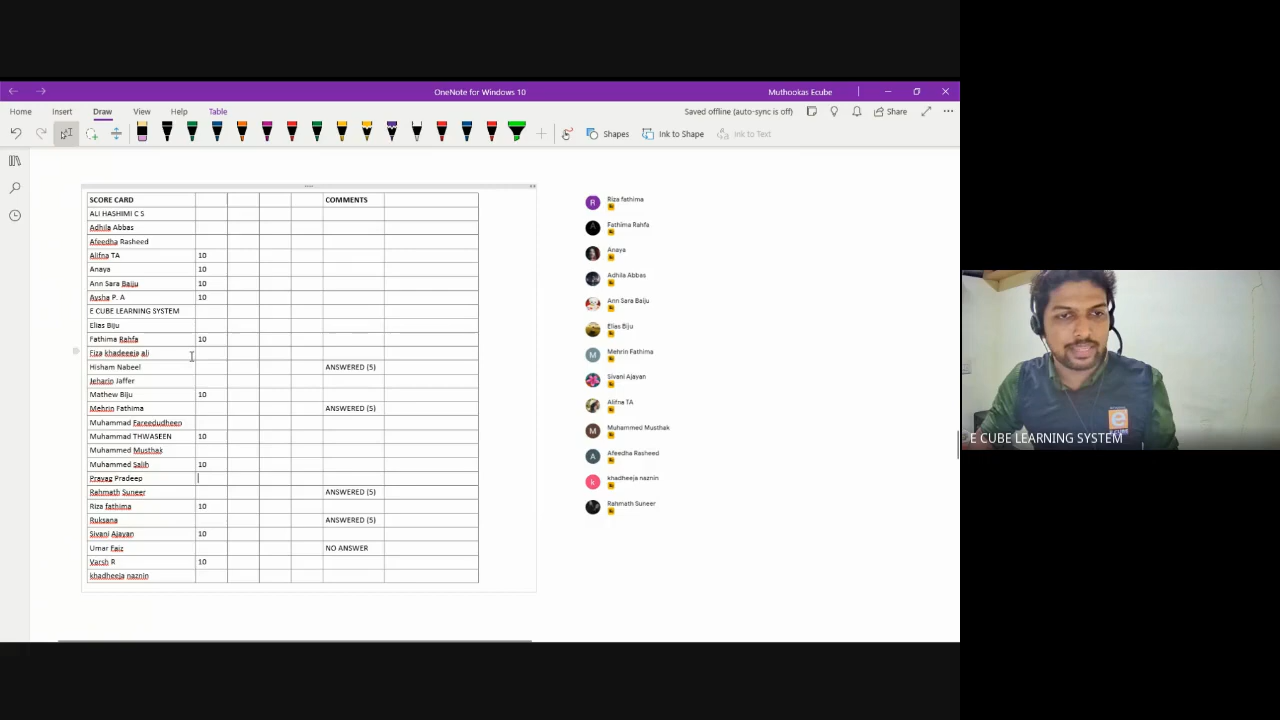 OneNote for Windows 10
Muthookas Ecube
Home Insert Draw View Help Table
Saved offline (auto-sync is off)
Share
Shapes
Ink to Shape
Ink to Text
SCORE CARD COMMENTS
ALI HASHIMI C S
Adhila Abbas
Afeedha Rasheed
Alifna TA 10
Anaya 10
Ann Sara Baiju 10
Aysha P. A 10
E CUBE LEARNING SYSTEM
Elias Biju
Fathima Rahfa 10
Fiza khadeeeja ali
Hisham Nabeel ANSWERED (5)
Jeharin Jaffer
Mathew Biju 10
Mehrin Fathima ANSWERED (5)
Muhammad Fareedudheen
Muhammad THWASEEN 10
Muhammed Musthak
Muhammed Salih 10
Prayag Pradeep
Rahmath Suneer ANSWERED (5)
Riza fathima 10
Ruksana ANSWERED (5)
Sivani Ajayan 10
Umar Faiz NO ANSWER
Varsh R 10
khadheeja naznin
R Riza fathima
A Fathima Rahfa
Anaya
Adhila Abbas
Ann Sara Baiju
Elias Biju
M Mehrin Fathima
Sivani Ajayan
Alifna TA
M Muhammed Musthak
A Afeedha Rasheed
k khadheeja naznin
Rahmath Suneer
e
E CUBE LEARNING SYSTEM